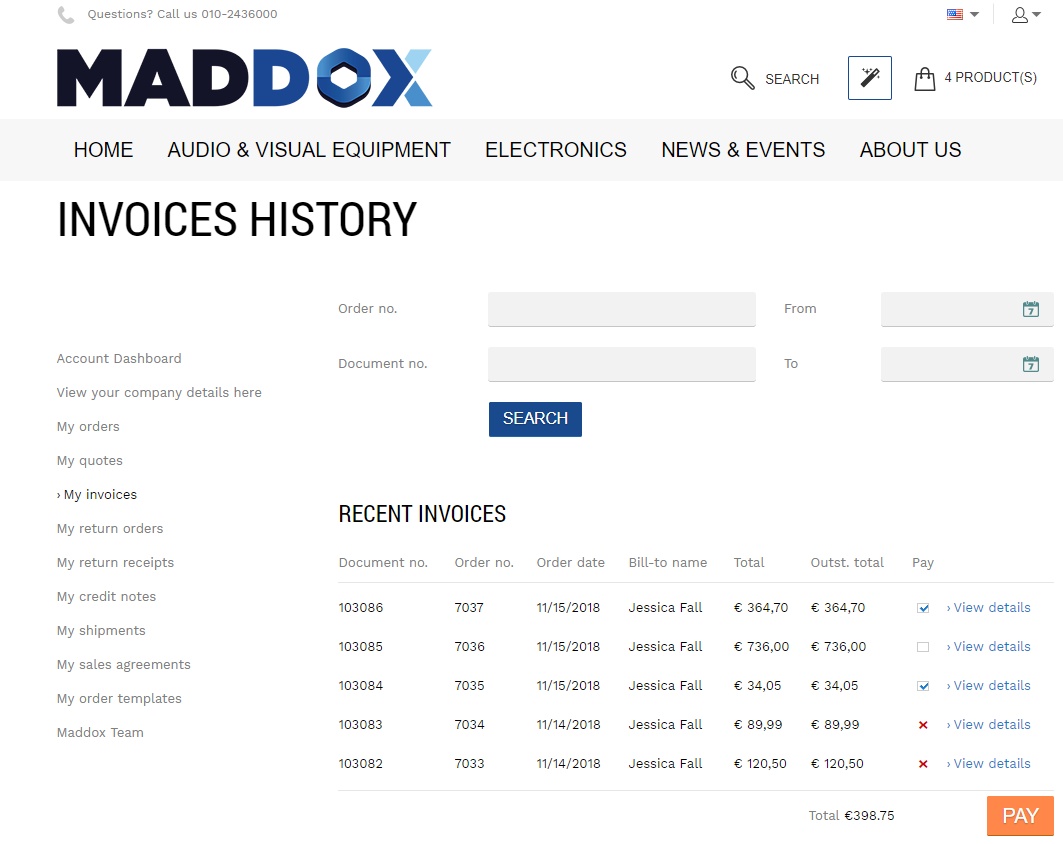 Questions? Call us 010-2436000
MADDOX
SEARCH
4 PRODUCT(S)
HOME AUDIO & VISUAL EQUIPMENT ELECTRONICS NEWS & EVENTS ABOUT US
INVOICES HISTORY
Account Dashboard
View your company details here
My orders
My quotes
› My invoices
My return orders
My return receipts
My credit notes
My shipments
My sales agreements
My order templates
Maddox Team
Order no. From 7
Document no. To 7
SEARCH
RECENT INVOICES
Document no. Order no. Order date Bill-to name Total Outst. total Pay
103086 7037 11/15/2018 Jessica Fall € 364,70 € 364,70 › View details
103085 7036 11/15/2018 Jessica Fall € 736,00 € 736,00 › View details
103084 7035 11/15/2018 Jessica Fall € 34,05 € 34,05 › View details
103083 7034 11/14/2018 Jessica Fall € 89,99 € 89,99 › View details
103082 7033 11/14/2018 Jessica Fall € 120,50 € 120,50 › View details
Total €398.75 PAY